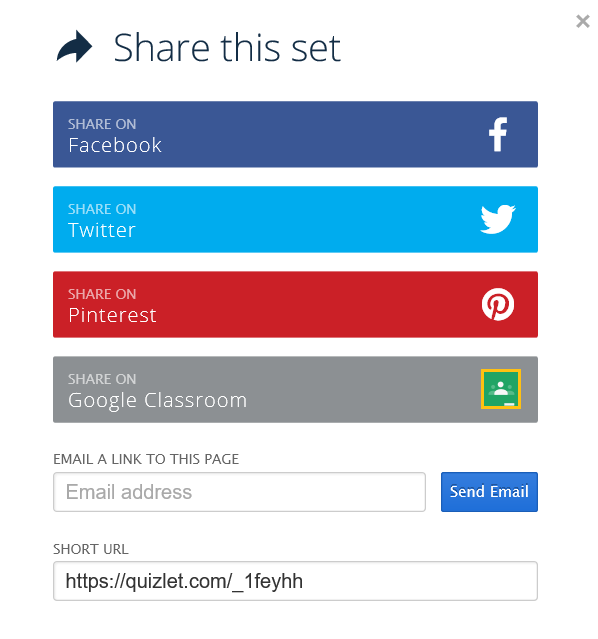 Share this set
SHARE ON
Facebook
SHARE ON
Twitter
SHARE ON
Pinterest
SHARE ON
Google Classroom
EMAIL A LINK TO THIS PAGE
Email address
Send Email
SHORT URL
https://quizlet.com/_1feyhh